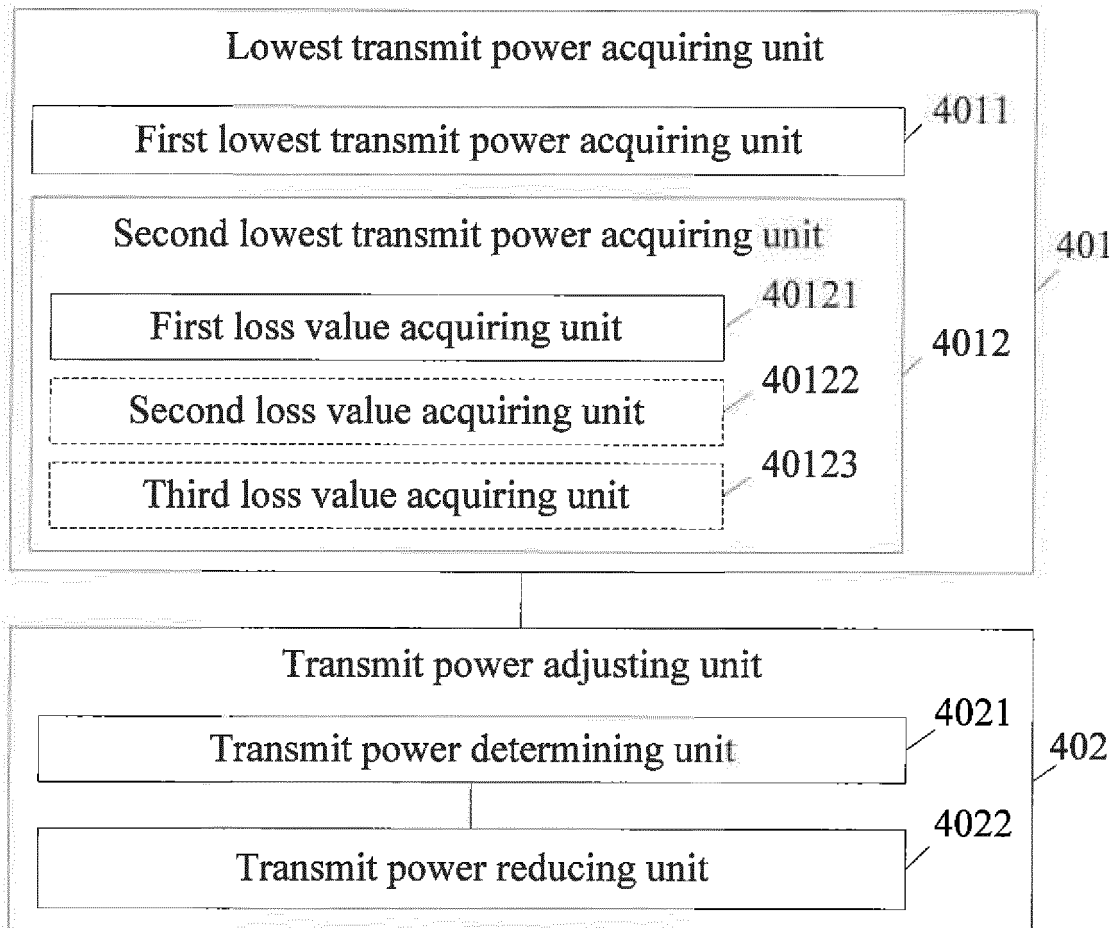 Lowest transmit power acquiring unit
4011
First lowest transmit power acquiring unit
Second lowest transmit power acquiring unit
401
40121
First loss value acquiring unit
4012
40122
Second loss value acquiring unit
40123
Third loss value acquiring unit
Transmit power adjusting unit
4021
Transmit power determining unit
402
4022
Transmit power reducing unit